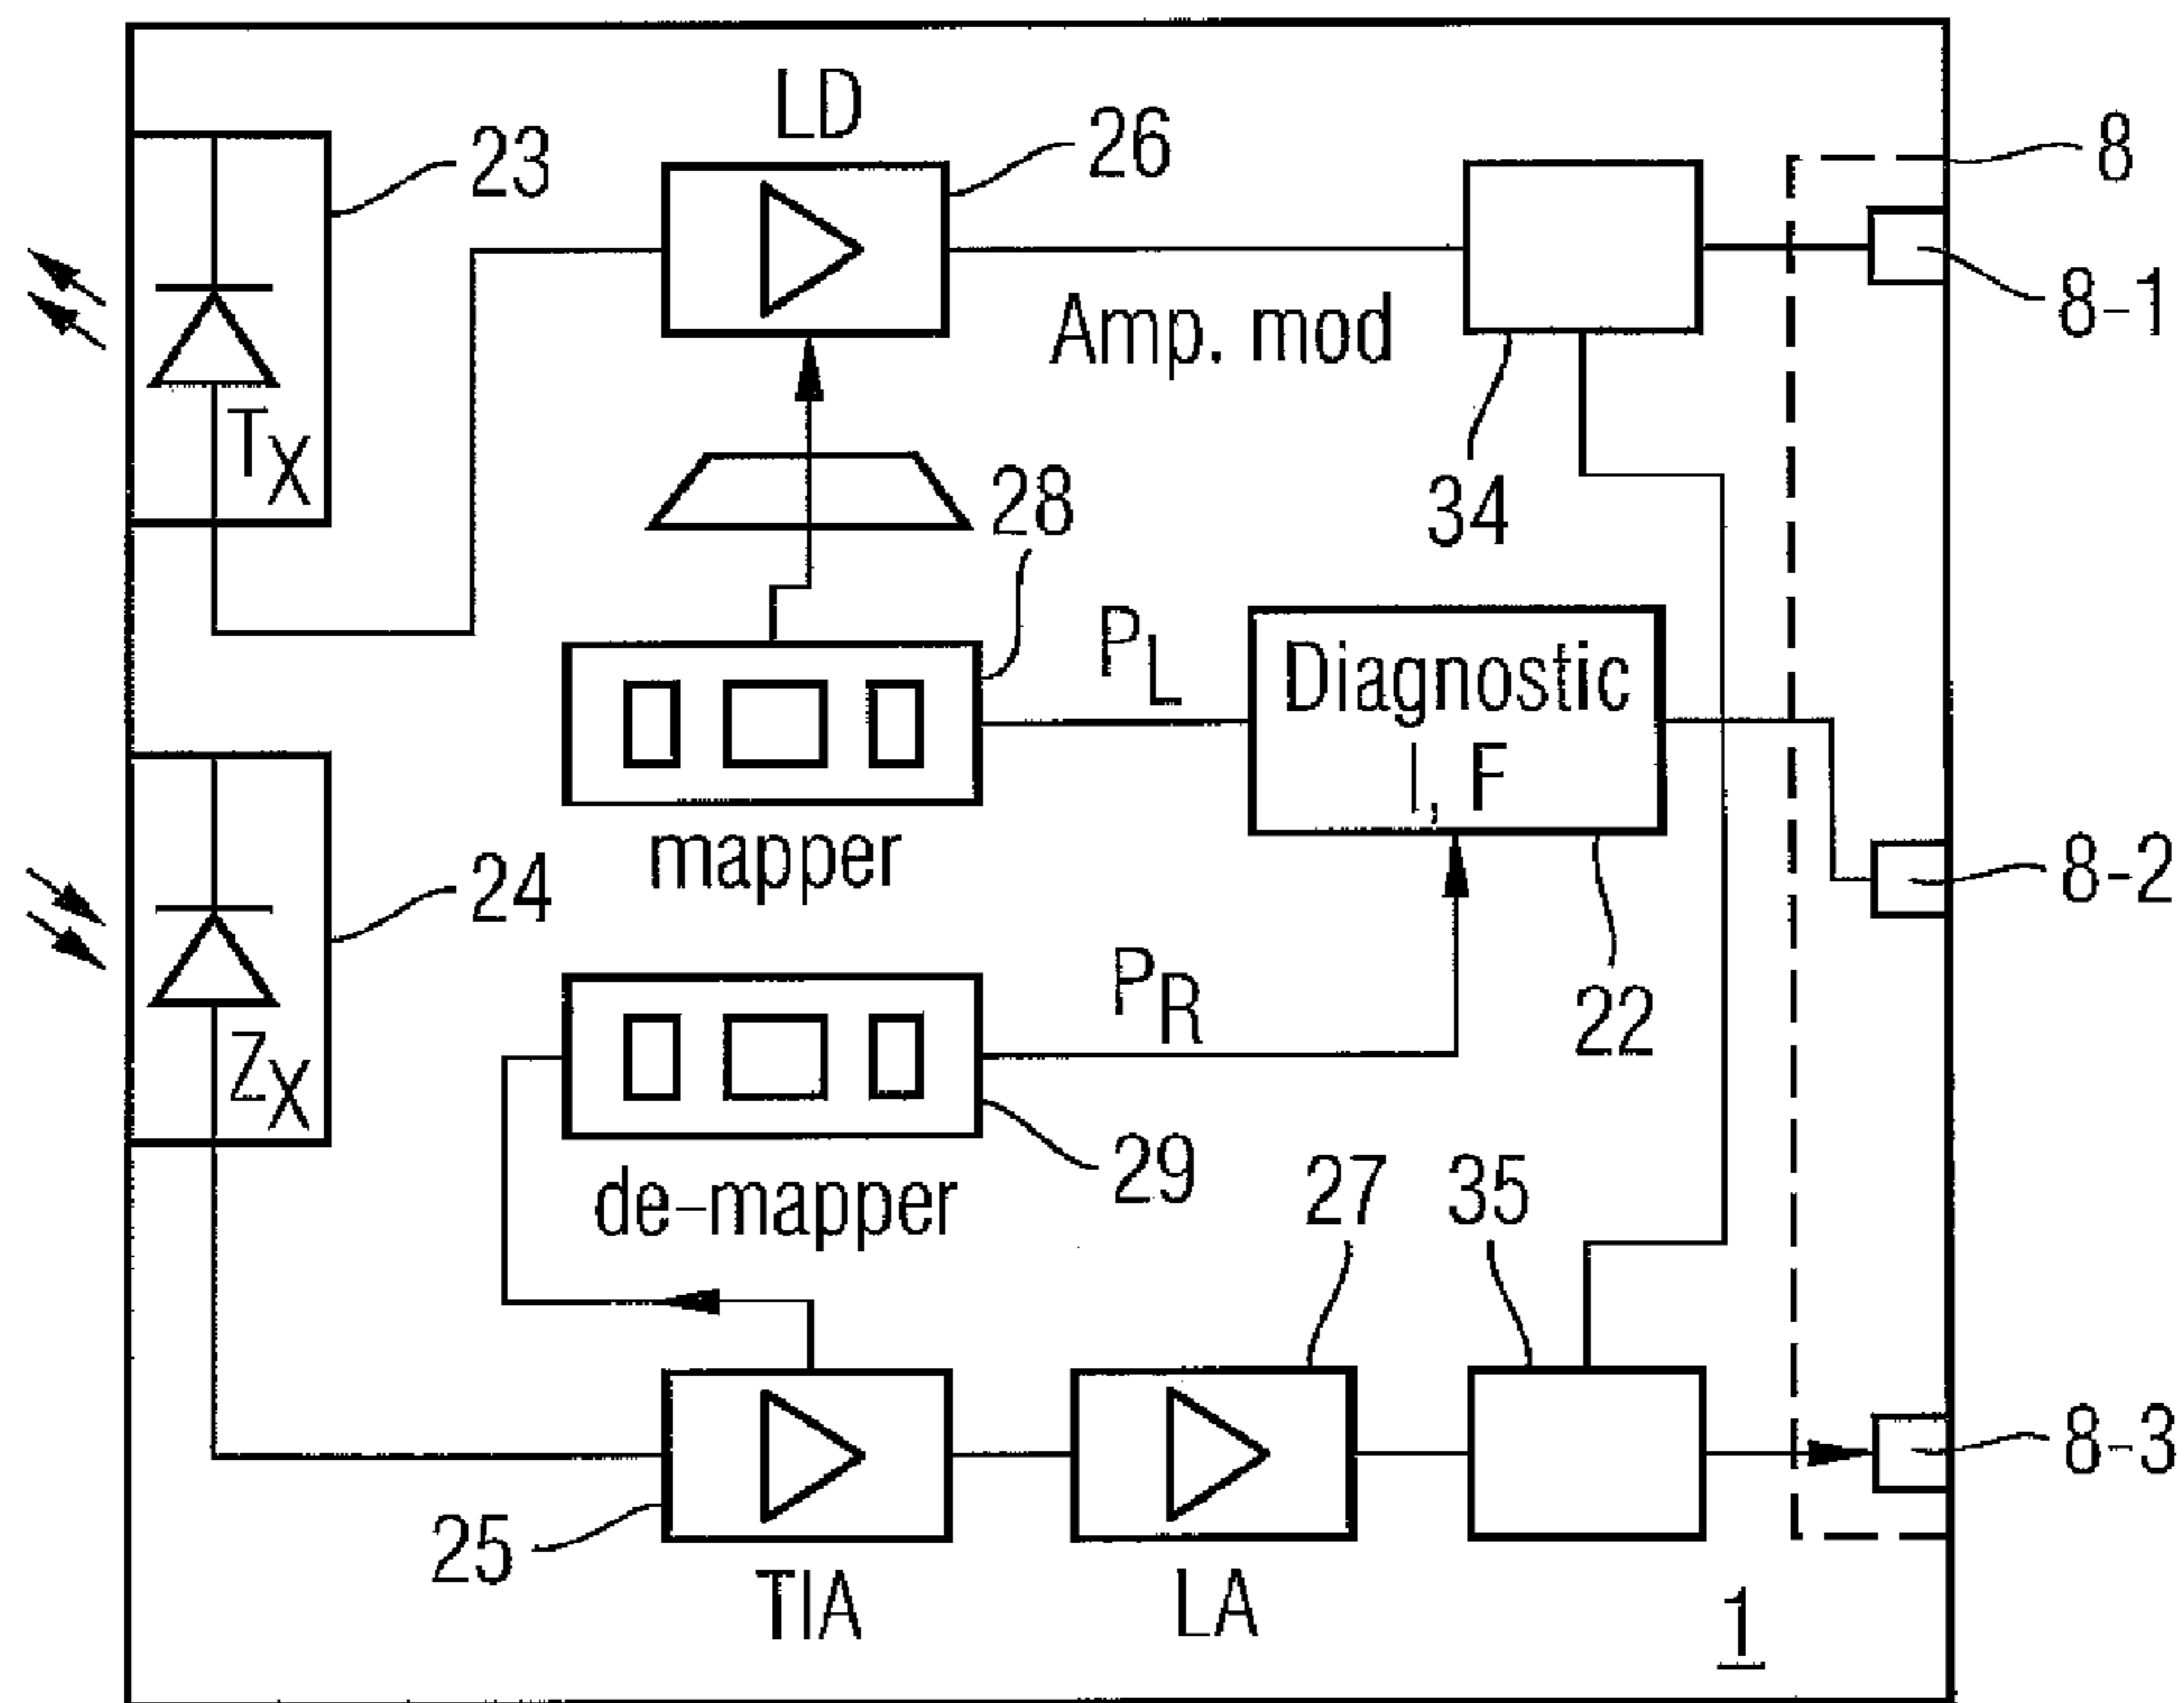 LD
23
26
8
8-1
Amp. mod
TX
28
34
PL
Diagnostic
I, F
mapper
24
8-2
PR
22
ZX
29
de-mapper
27
35
8-3
25
TIA
LA
1